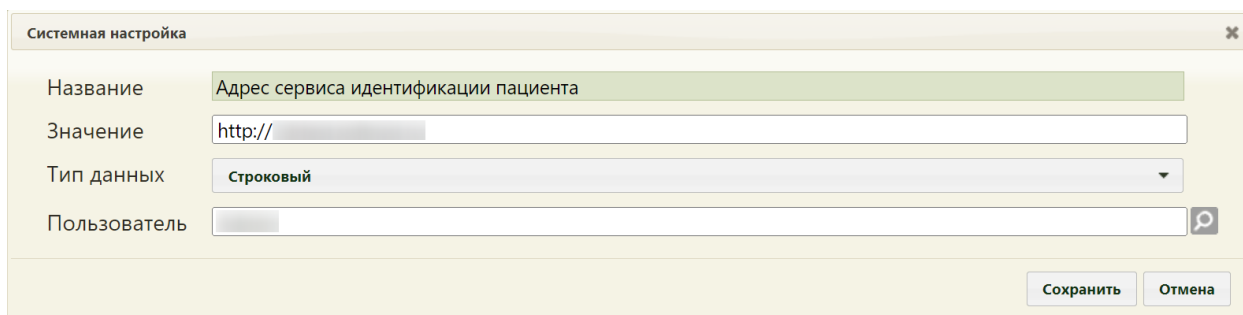 Системная настройка
Название
Адрес сервиса идентификации пациента
Значение
http://
Тип данных
Строковый
Пользователь
Сохранить
Отмена